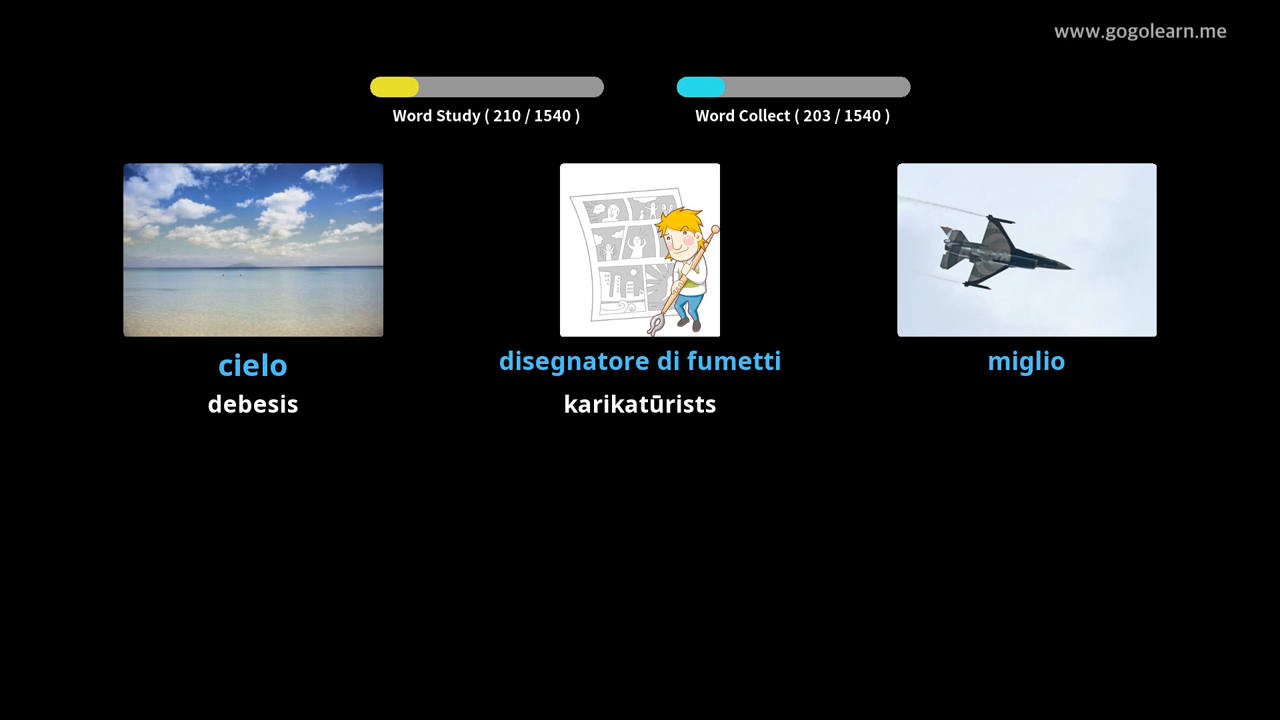 www.gogolearn.me
Word Study ( 210 / 1540 )
Word Collect ( 203 / 1540 )
cielo
disegnatore di fumetti
miglio
debesis
karikatūrists